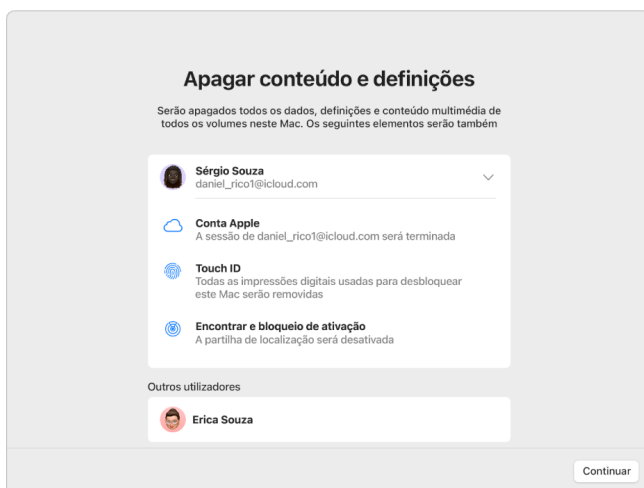 Apagar conteúdo e definições
Serão apagados todos os dados, definições e conteúdo multimédia de
todos os volumes neste Mac. Os seguintes elementos serão também
Sérgio Souza
daniel_rico1@icloud.com
Conta Apple
A sessão de daniel_rico1@icloud.com será terminada
Touch ID
Todas as impressões digitais usadas para desbloquear
este Mac serão removidas
Encontrar e bloqueio de ativação
A partilha de localização será desativada
Outros utilizadores
Erica Souza
Continuar